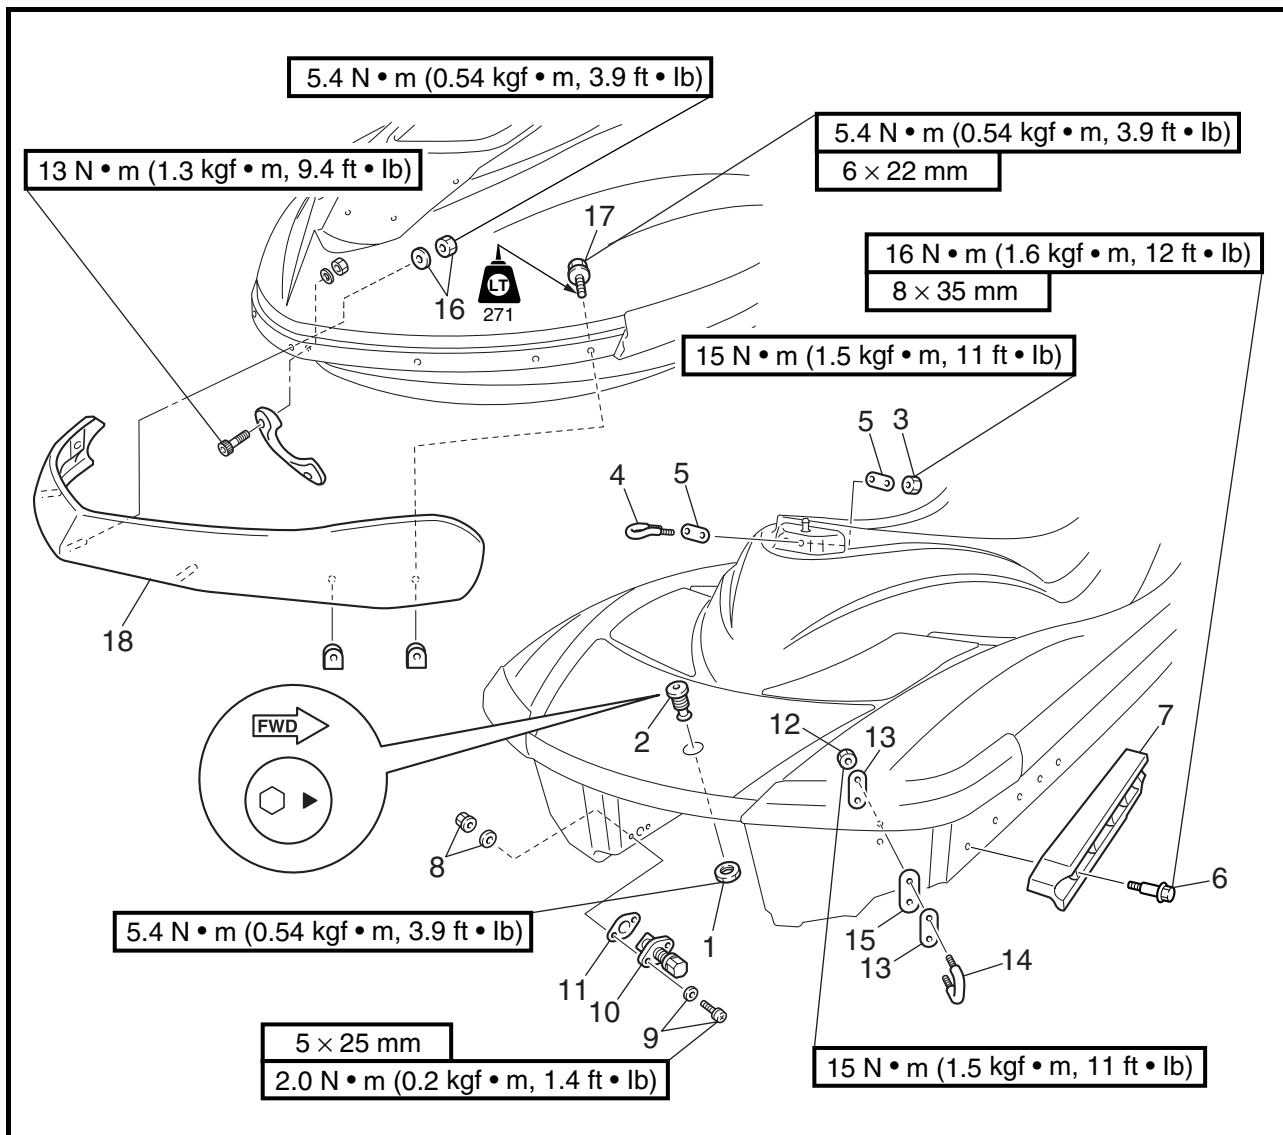 5.4 N • m (0.54 kgf • m, 3.9 ft • lb)
5.4 N • m (0.54 kgf • m, 3.9 ft • lb)
6 × 22 mm
13 N • m (1.3 kgf • m, 9.4 ft • lb)
17
16 N • m (1.6 kgf • m, 12 ft • lb)
8 × 35 mm
16
LT
271
15 N • m (1.5 kgf • m, 11 ft • lb)
5
3
4
5
18
FWD
2
12
13
7
8
6
5.4 N • m (0.54 kgf • m, 3.9 ft • lb)
1
15
13
14
11
10
9
5 × 25 mm
2.0 N • m (0.2 kgf • m, 1.4 ft • lb)
15 N • m (1.5 kgf • m, 11 ft • lb)